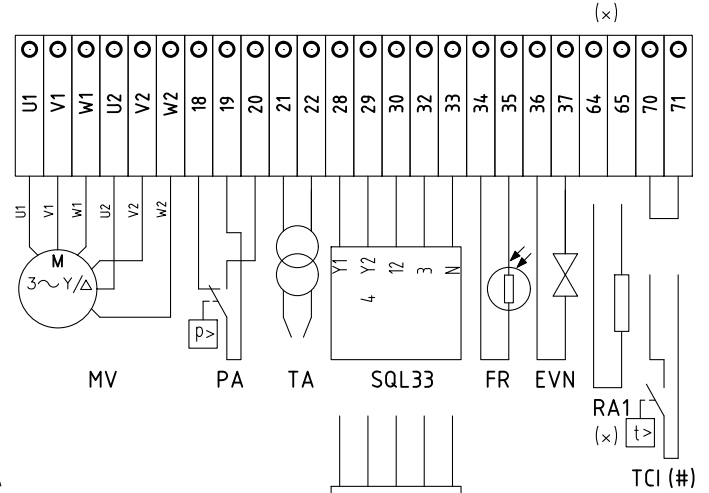 (×)
U1 V1 W1 U2 V2 W2 18 19 20 21 22 28 29 30 32 33 34 35 36 37 64 65 70 71
U1 V1 W1 U2 V2 W2
M
3~ Y/△
Y1 Y2 12 3 N
4
p>
MV PA TA SQL33 FR EVN
RA1
(×)
t>
TCI (#)